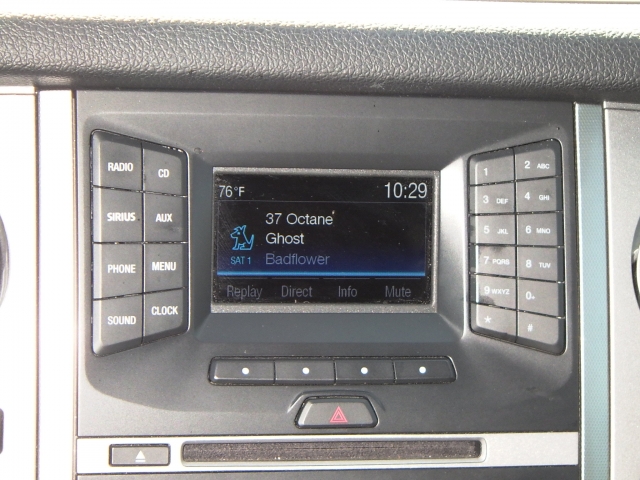 RADIO
CD
SIRIUS
AUX
PHONE
MENU
SOUND
CLOCK
76°F 10:29
37 Octane
Ghost
SAT 1 Badflower
Replay Direct Info Mute
1
2 ABC
3 DEF
4 GHI
5 JKL
6 MNO
7 PQRS
8 TUV
9 WXYZ
0+
*
#